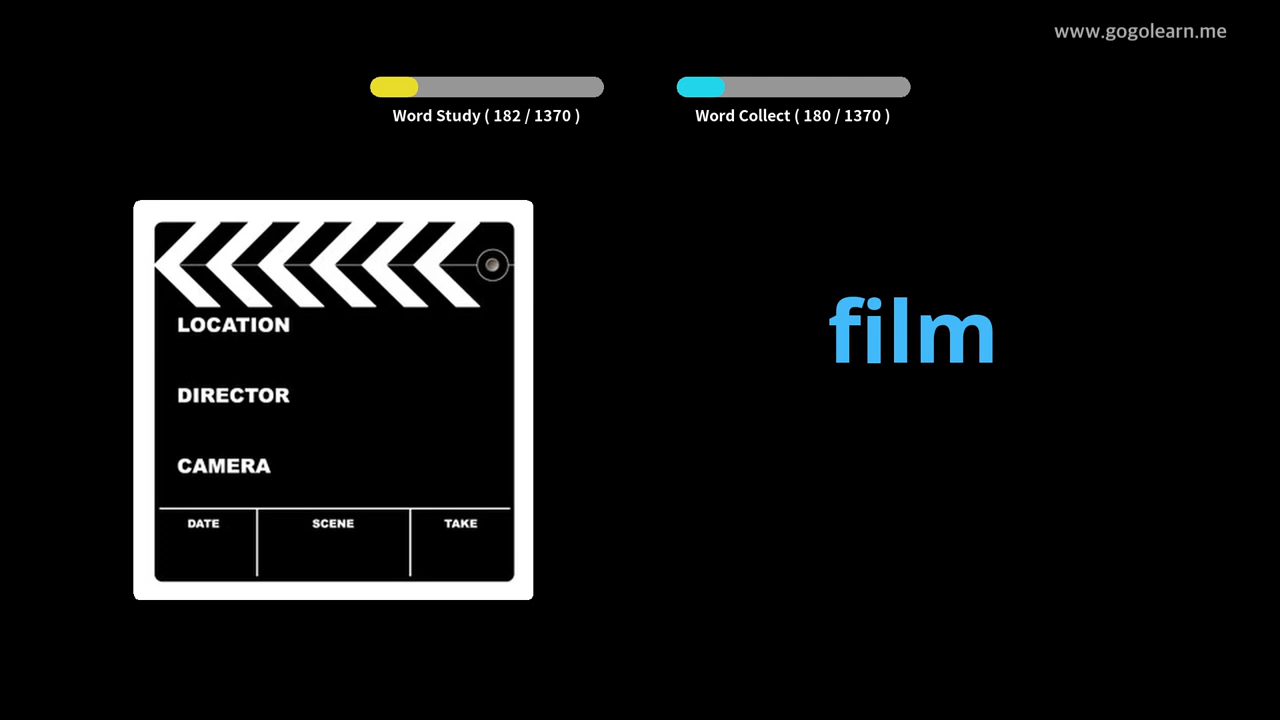 www.gogolearn.me
Word Study ( 182 / 1370 )
Word Collect ( 180 / 1370 )
LOCATION
DIRECTOR
CAMERA
DATE
SCENE
TAKE
film